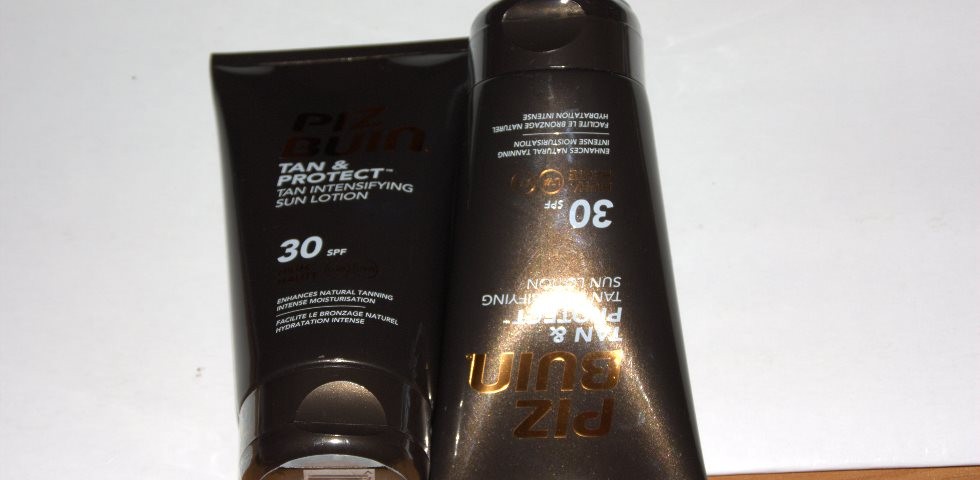 PIZ
BUIN
TAN &
PROTECT™
TAN INTENSIFYING
SUN LOTION
30 SPF
ENHANCES NATURAL TANNING
INTENSE MOISTURISATION
FACILITE LE BRONZAGE NATUREL
HYDRATATION INTENSE
PIZ
BUIN
TAN &
PROTECT™
TAN INTENSIFYING
SUN LOTION
30 SPF
ENHANCES NATURAL TANNING
INTENSE MOISTURISATION
FACILITE LE BRONZAGE NATUREL
HYDRATATION INTENSE